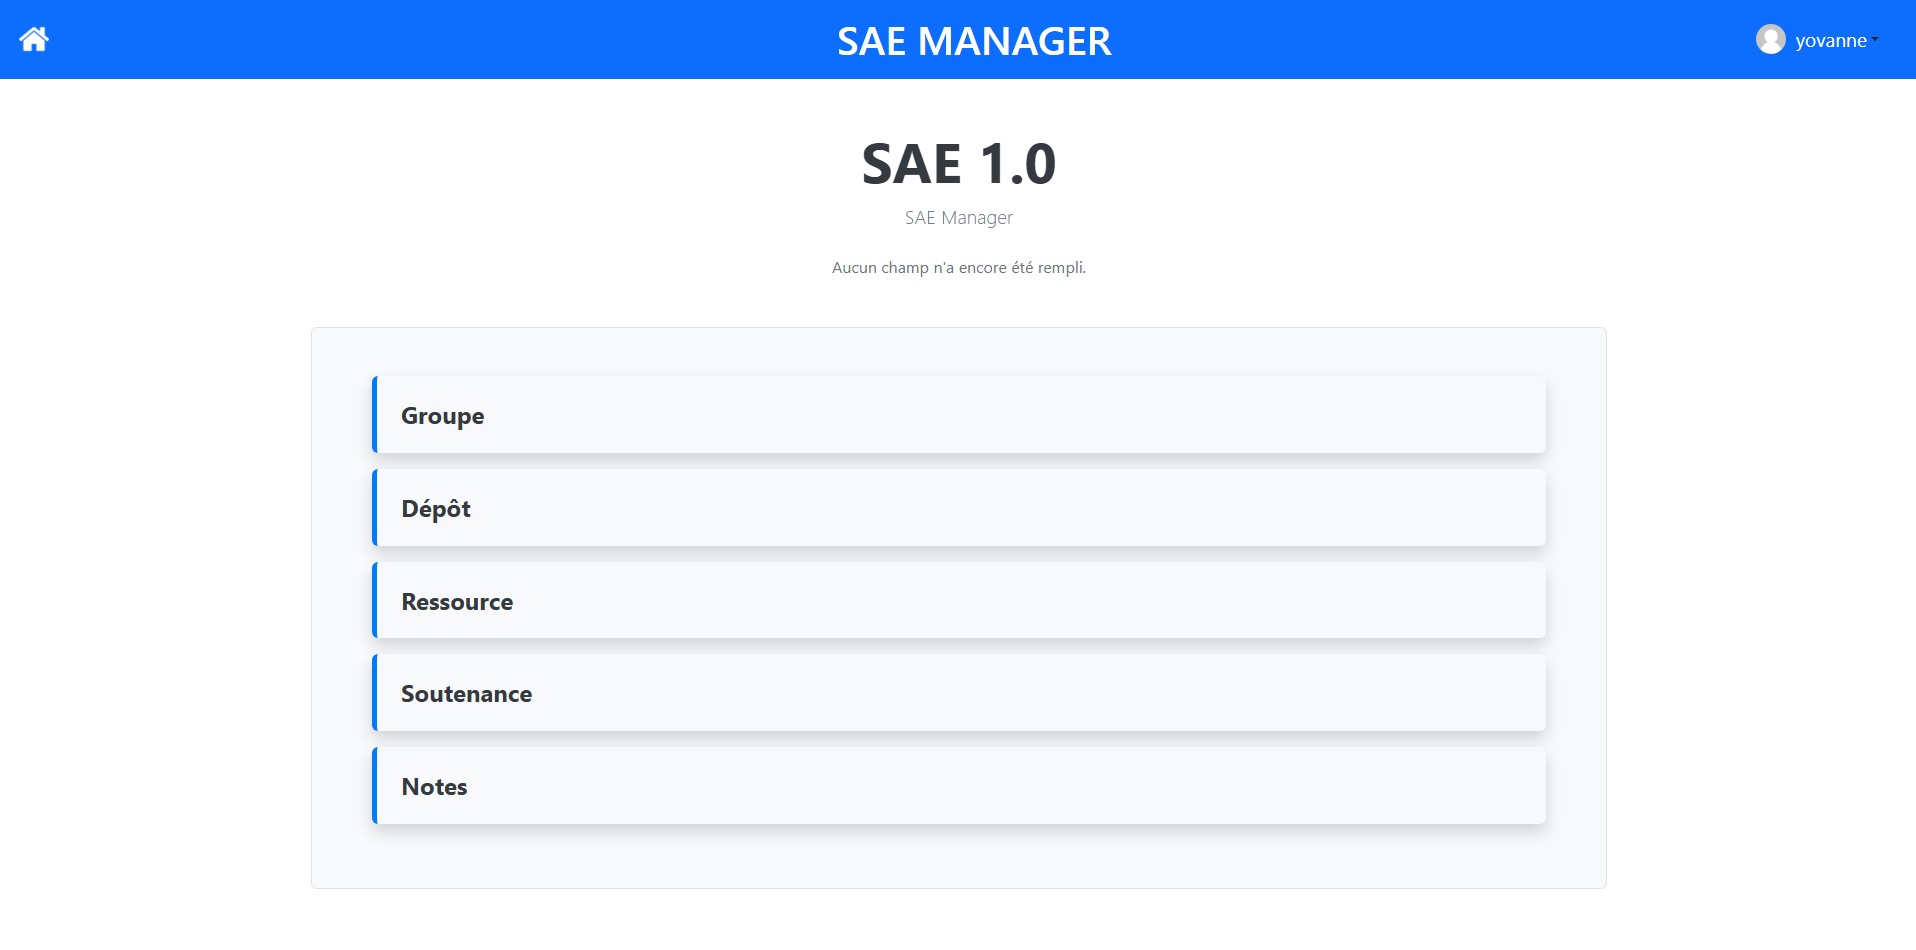 SAE MANAGER
yovanne
SAE 1.0
SAE Manager
Aucun champ n'a encore été rempli.
Groupe
Dépôt
Ressource
Soutenance
Notes